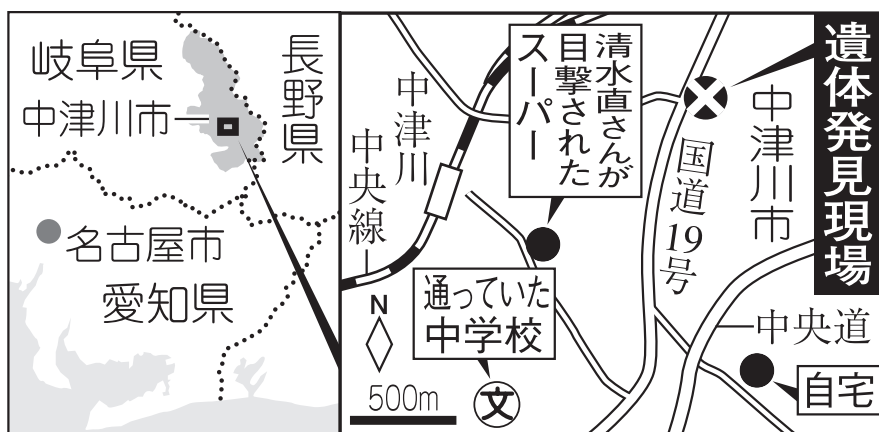 岐阜県
中津川市
長野県
名古屋市
愛知県
遺体発見現場
清水直さんが
目撃された
スーパー
中津川
中央線
国道19号
中津川市
通っていた
中学校
中央道
自宅
N
500m
文